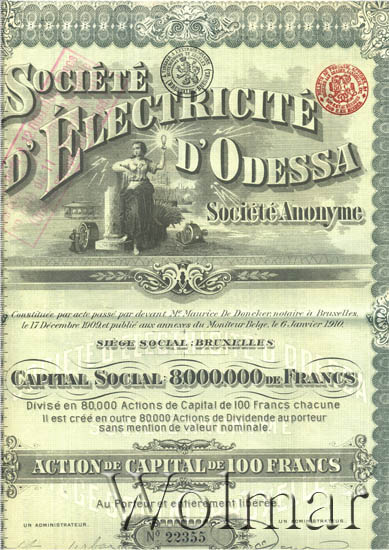 SOCIÉTÉ
D'ÉLECTRICITÉ
D'ODESSA
Société Anonyme
Constituée par acte passé par devant Me Maurice De Doncker, notaire à Bruxelles,
le 17 Décembre 1909, et publié aux annexes du Moniteur Belge, le 6 Janvier 1910.
SIÈGE SOCIAL: BRUXELLES
CAPITAL SOCIAL: 8000.000 DE FRANCS
Divisé en 80,000 Actions de Capital de 100 Francs chacune
Il est créé en outre 80.000 Actions de Dividende au porteur
sans mention de valeur nominale.
ACTION DE CAPITAL DE 100 FRANCS
Au Porteur et entièrement libérée.
UN ADMINISTRATEUR.
UN ADMINISTRATEUR.
No 22355
Wolmar